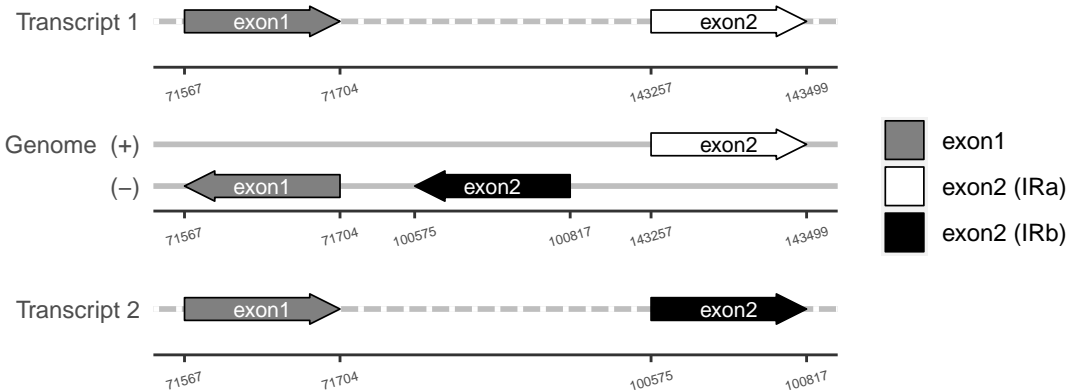 Transcript 1 exon1 exon2
71567 71704 143257 143499
Genome (+) exon2
(−) exon1 exon2
71567 71704 100575 100817 143257 143499
Transcript 2 exon1 exon2
71567 71704 100575 100817
exon1
exon2 (IRa)
exon2 (IRb)